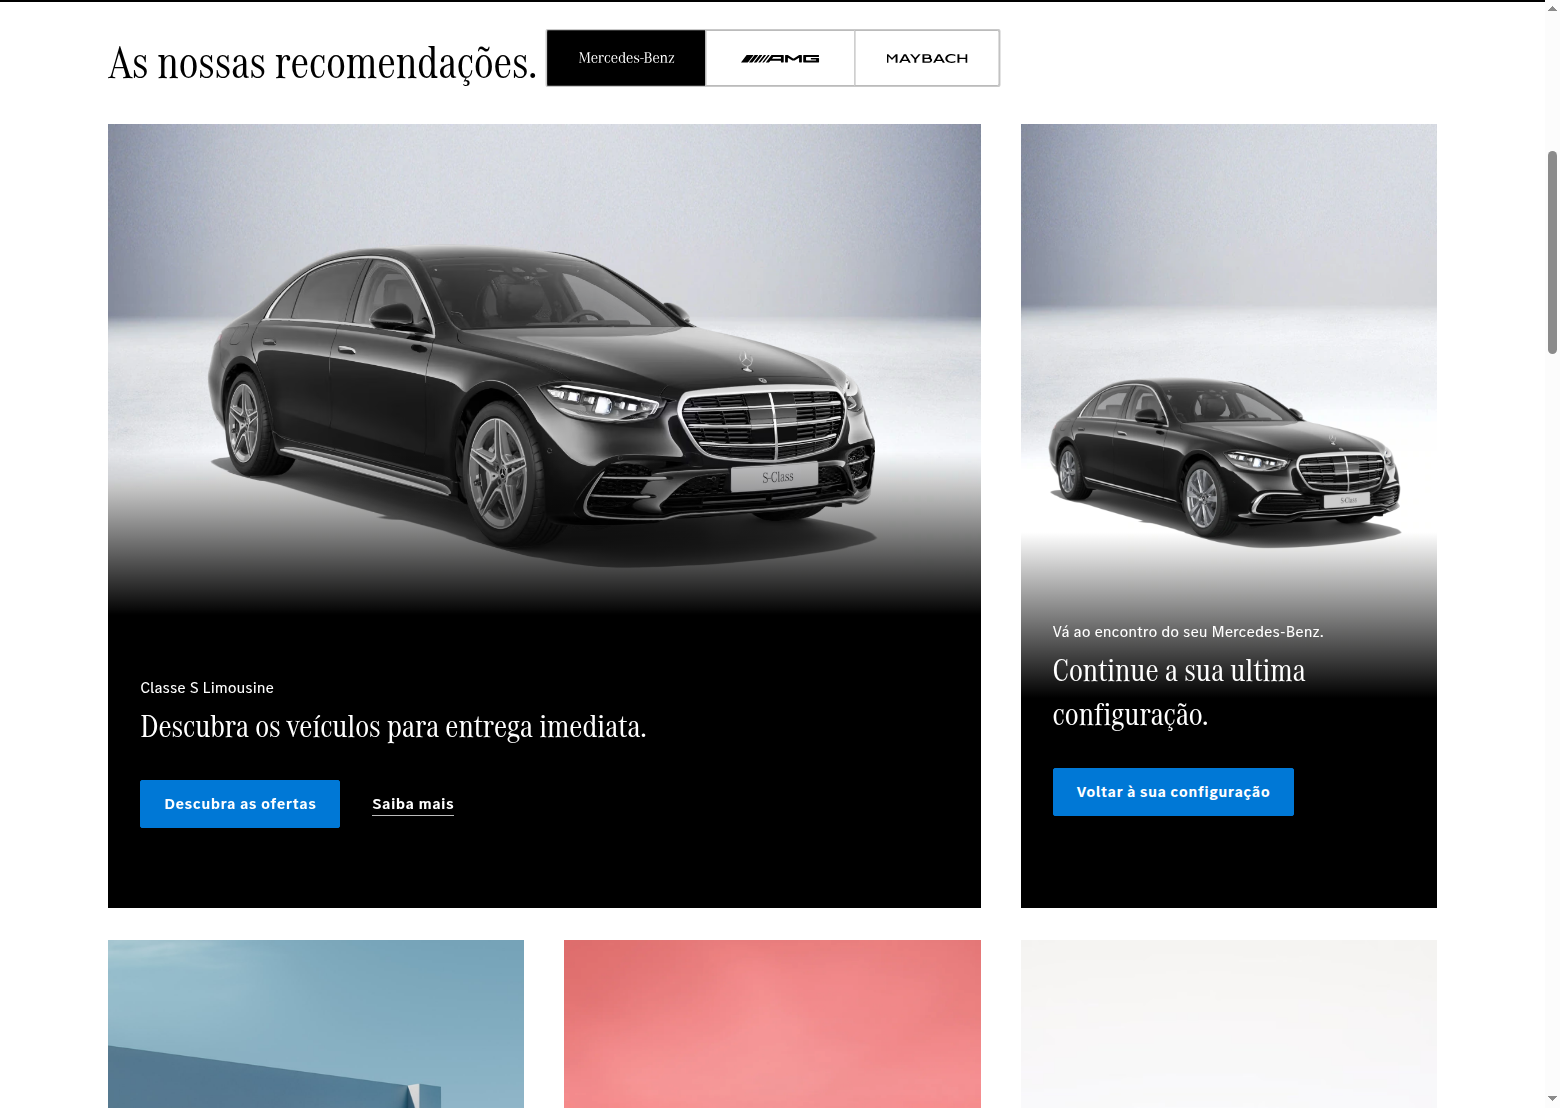 As nossas recomendações.
Mercedes-Benz
AMG
MAYBACH
S-Class
Classe S Limousine
Descubra os veículos para entrega imediata.
Descubra as ofertas
Saiba mais
S-Class
Vá ao encontro do seu Mercedes-Benz.
Continue a sua ultima
configuração.
Voltar à sua configuração